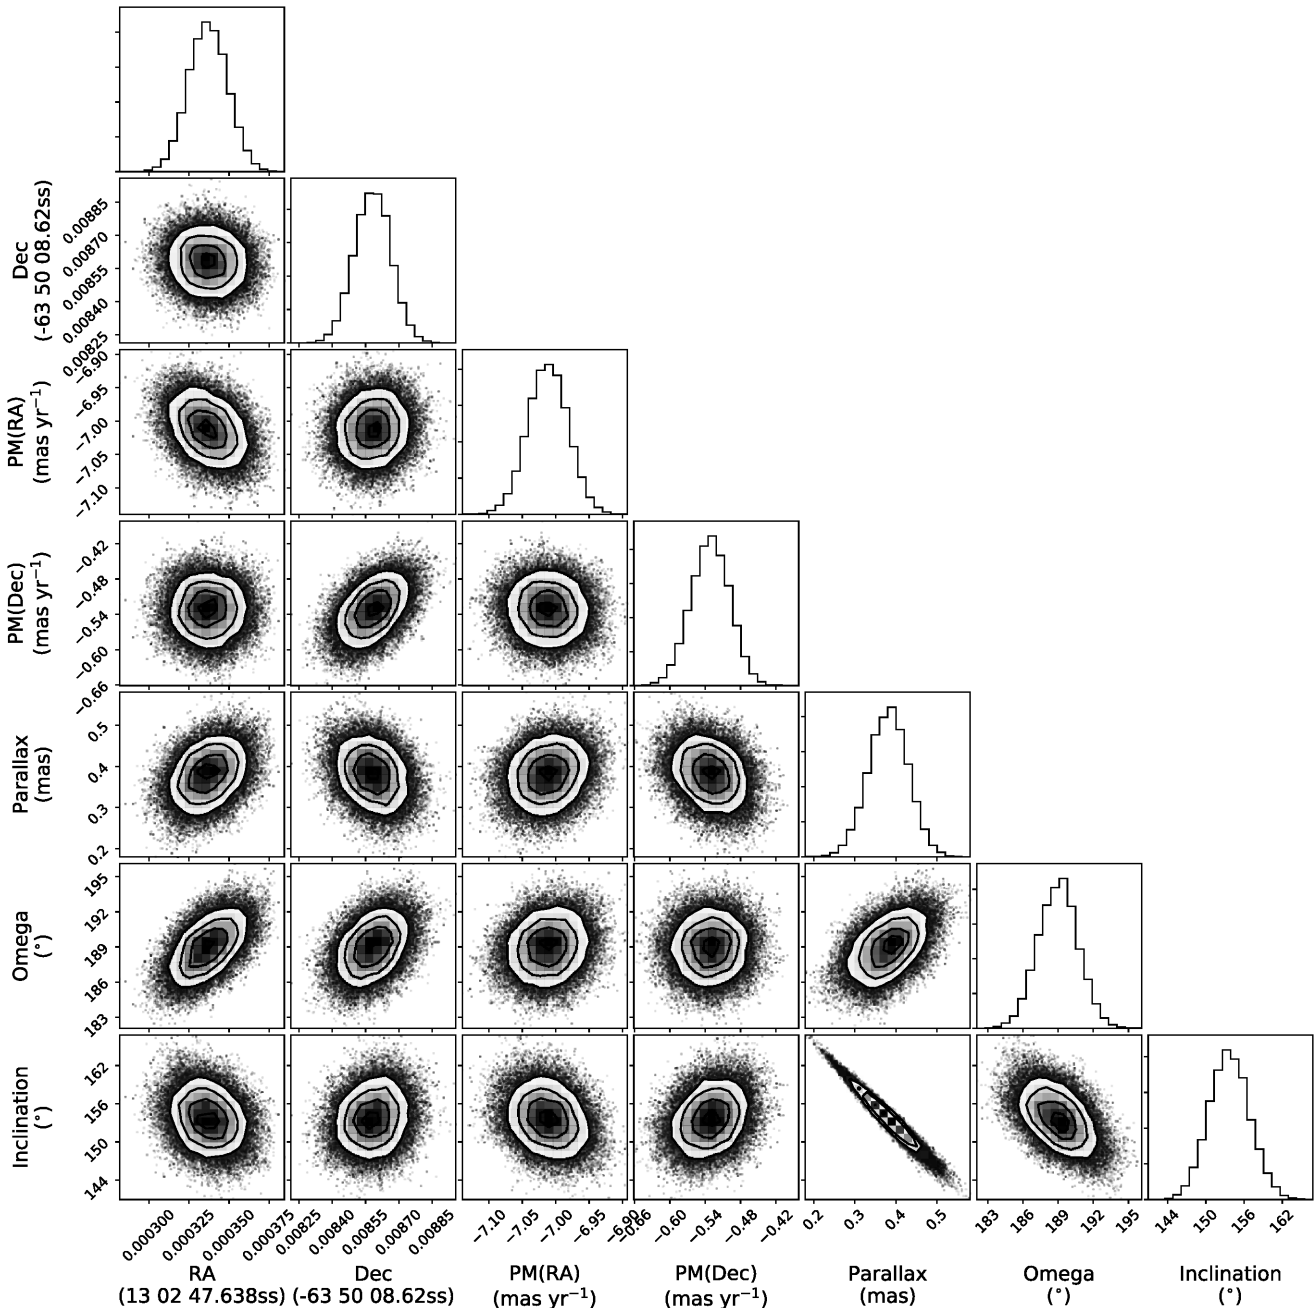 Dec
(-63 50 08.62ss)
0.00885
0.00870
0.00855
0.00840
0.00825
PM(RA)
(mas yr⁻¹)
−6.90
−6.95
−7.00
−7.05
−7.10
PM(Dec)
(mas yr⁻¹)
−0.42
−0.48
−0.54
−0.60
−0.66
Parallax
(mas)
0.5
0.4
0.3
0.2
Omega
(°)
195
192
189
186
183
Inclination
(°)
162
156
150
144
0.000300
0.000325
0.000350
0.000375
RA
(13 02 47.638ss)
0.00825
0.00840
0.00855
0.00870
0.00885
Dec
(-63 50 08.62ss)
−7.10
−7.05
−7.00
−6.95
−6.90
PM(RA)
(mas yr⁻¹)
−0.66
−0.60
−0.54
−0.48
−0.42
PM(Dec)
(mas yr⁻¹)
0.2
0.3
0.4
0.5
Parallax
(mas)
183
186
189
192
195
Omega
(°)
144
150
156
162
Inclination
(°)